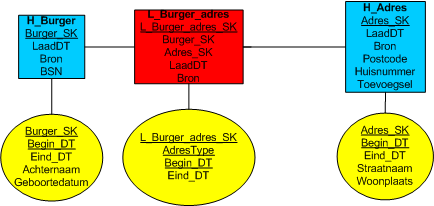 H_Burger
Burger_SK
LaadDT
Bron
BSN
L_Burger_adres
L_Burger_adres_SK
Burger_SK
Adres_SK
LaadDT
Bron
H_Adres
Adres_SK
LaadDT
Bron
Postcode
Huisnummer
Toevoegsel
Burger_SK
Begin_DT
Eind_DT
Achternaam
Geboortedatum
L_Burger_adres_SK
AdresType
Begin_DT
Eind_DT
Adres_SK
Begin_DT
Eind_DT
Straatnaam
Woonplaats